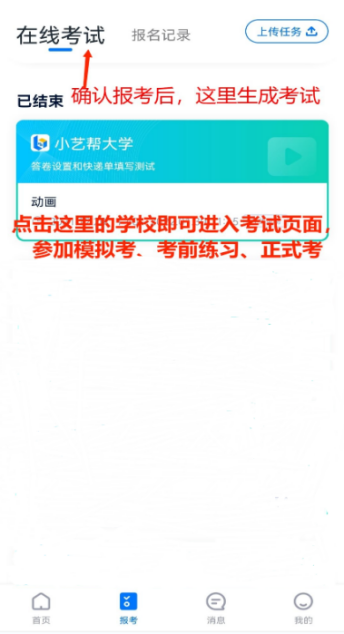 在线考试 报名记录 上传任务
已结束 确认报考后，这里生成考试
小艺帮大学
答卷设置和快递单填写测试
动画
点击这里的学校即可进入考试页面，
参加模拟考、考前练习、正式考
首页 报考 消息 我的